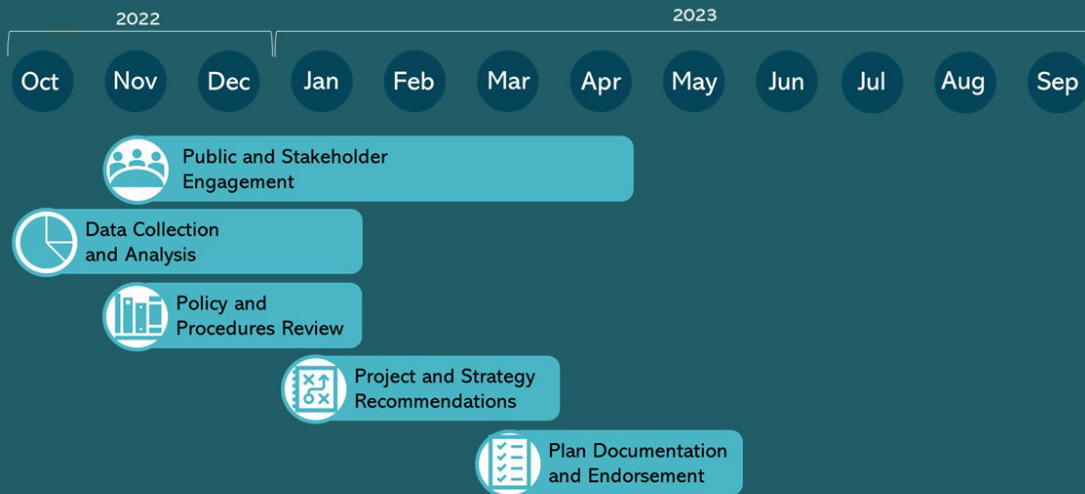 2022
2023
Oct Nov Dec Jan Feb Mar Apr May Jun Jul Aug Sep
Public and Stakeholder
Engagement
Data Collection
and Analysis
Policy and
Procedures Review
Project and Strategy
Recommendations
Plan Documentation
and Endorsement